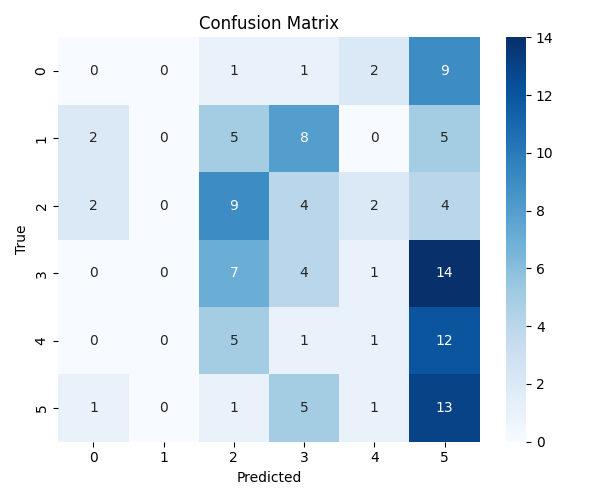 Confusion Matrix
True
0 0 0 1 1 2 9
1 2 0 5 8 0 5
2 2 0 9 4 2 4
3 0 0 7 4 1 14
4 0 0 5 1 1 12
5 1 0 1 5 1 13
0 1 2 3 4 5
Predicted
14
12
10
8
6
4
2
0